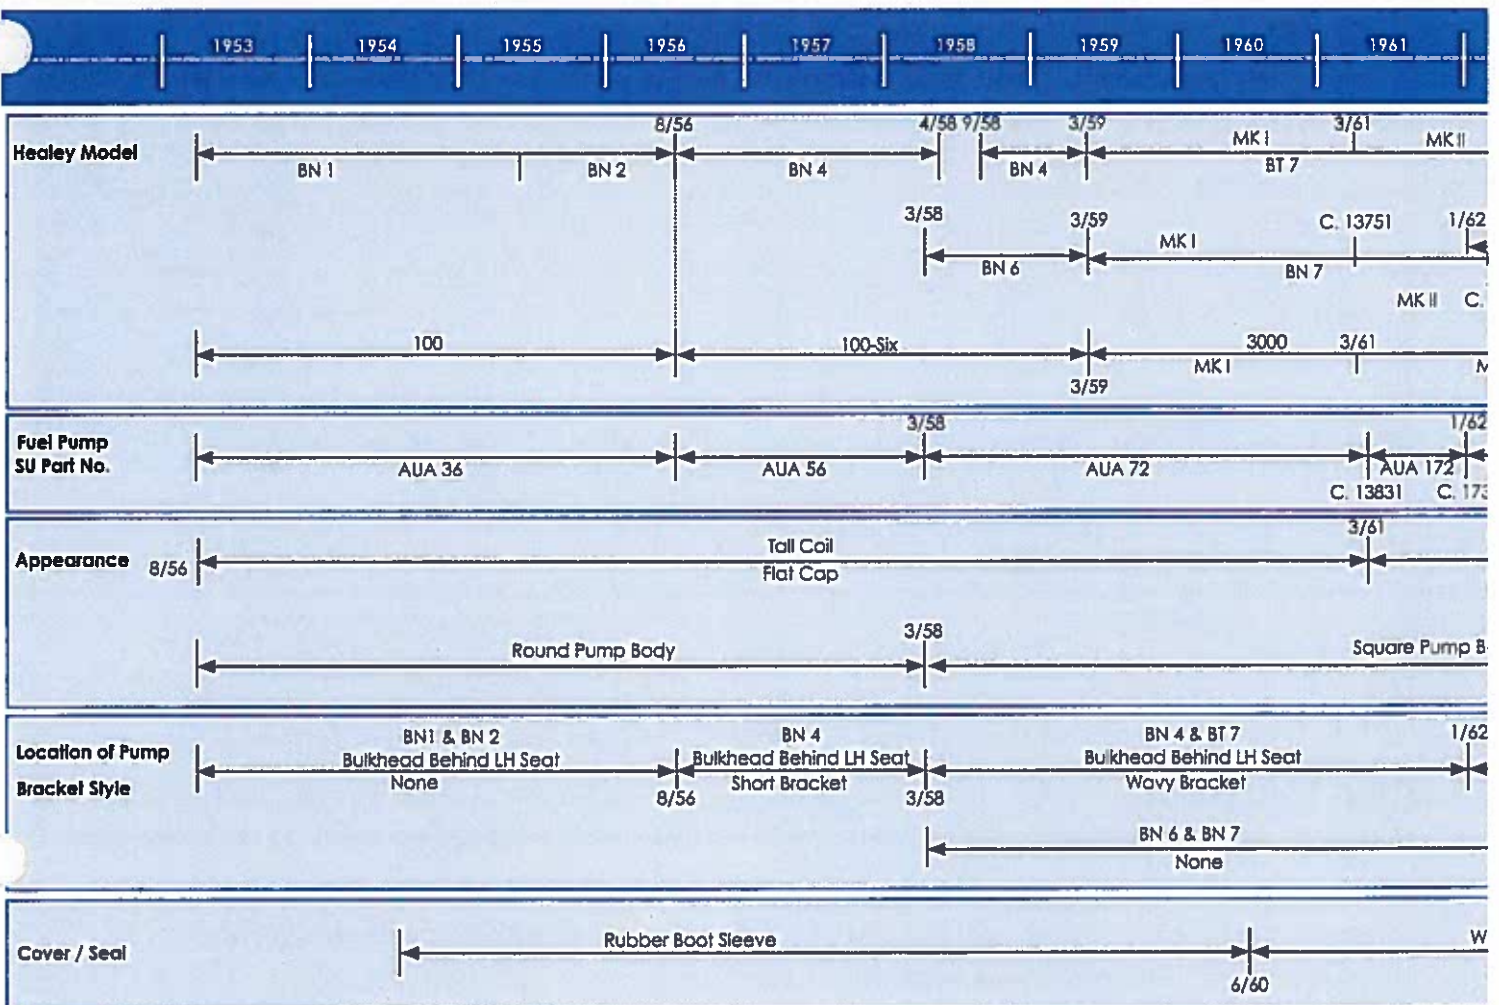 1953 1954 1955 1956 1957 1958 1959 1960 1961
8/56 4/58 9/58 3/59 3/61
Healey Model
MK I MK II
BN 1 BN 2 BN 4 BN 4 BT 7
3/58 3/59 C. 13751 1/62
MK I
BN 6 BN 7
MK II C.
100 100-Six 3000 3/61
MK I M
3/59
3/58 1/62
Fuel Pump
SU Part No.
AUA 36 AUA 56 AUA 72 AUA 172
C. 13831 C. 173
3/61
Appearance
8/56
Tall Coil
Flat Cap
3/58
Round Pump Body Square Pump B
BN1 & BN 2 BN 4 BN 4 & BT 7 1/62
Location of Pump
Bulkhead Behind LH Seat Bulkhead Behind LH Seat Bulkhead Behind LH Seat
Bracket Style
None Short Bracket Wavy Bracket
8/56 3/58
BN 6 & BN 7
None
Cover / Seal
Rubber Boot Sleeve W
6/60